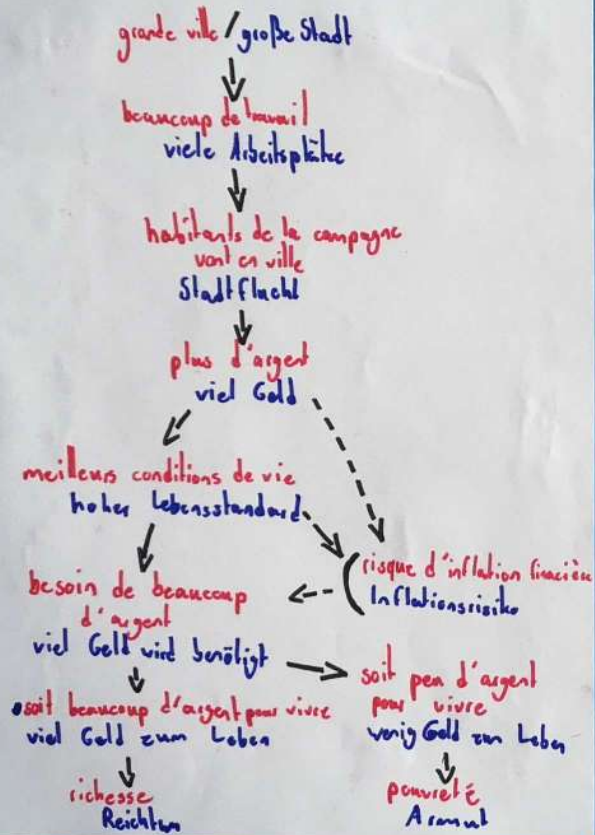 grande ville / große Stadt
beaucoup de travail
viele Arbeitsplätze
habitants de la campagne
vont en ville
Stadtflucht
plus d'argent
viel Geld
meilleurs conditions de vie
hoher Lebensstandard
risque d'inflation financière
Inflationsrisiko
besoin de beaucoup
d'argent
viel Geld wird benötigt
soit peu d'argent
pour vivre
wenig Geld zum Leben
soit beaucoup d'argent pour vivre
viel Geld zum Leben
richesse
Reichtum
pauvreté
Armut